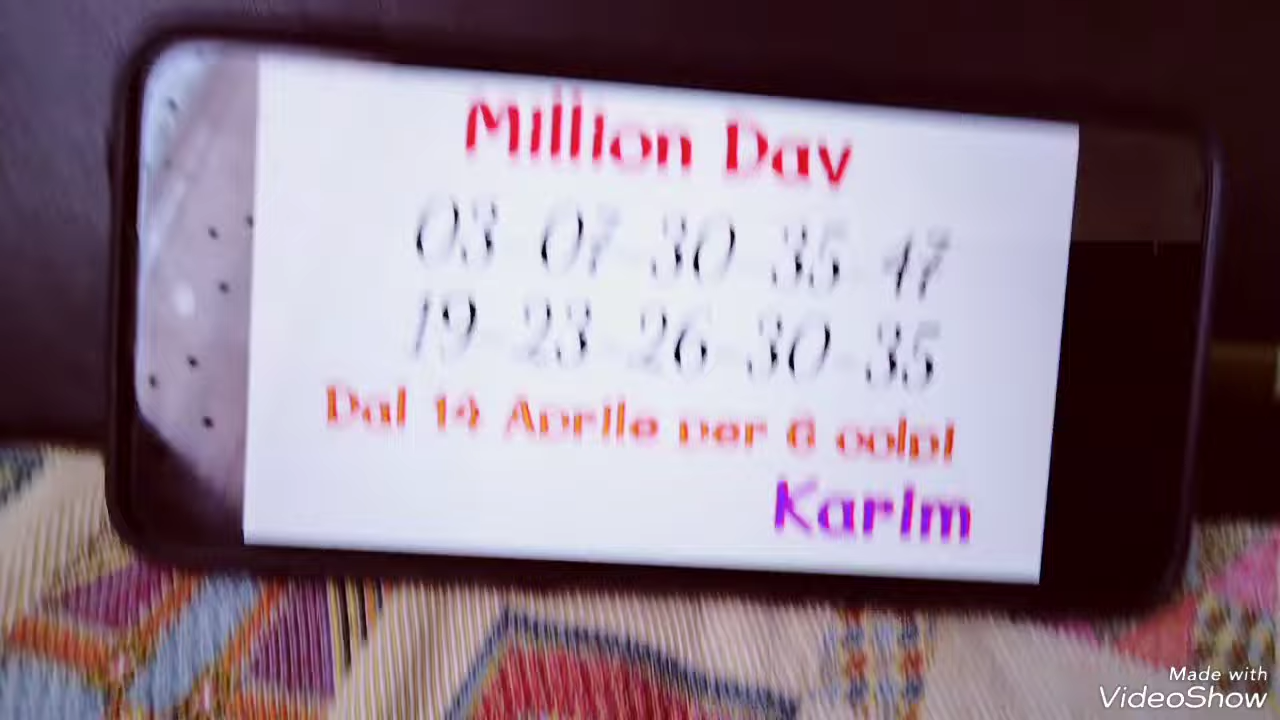 Million Day
03 07 30 35 47
19 23 26 30 35
Dal 14 Aprile per 6 colpi
Karim
Made with
VideoShow